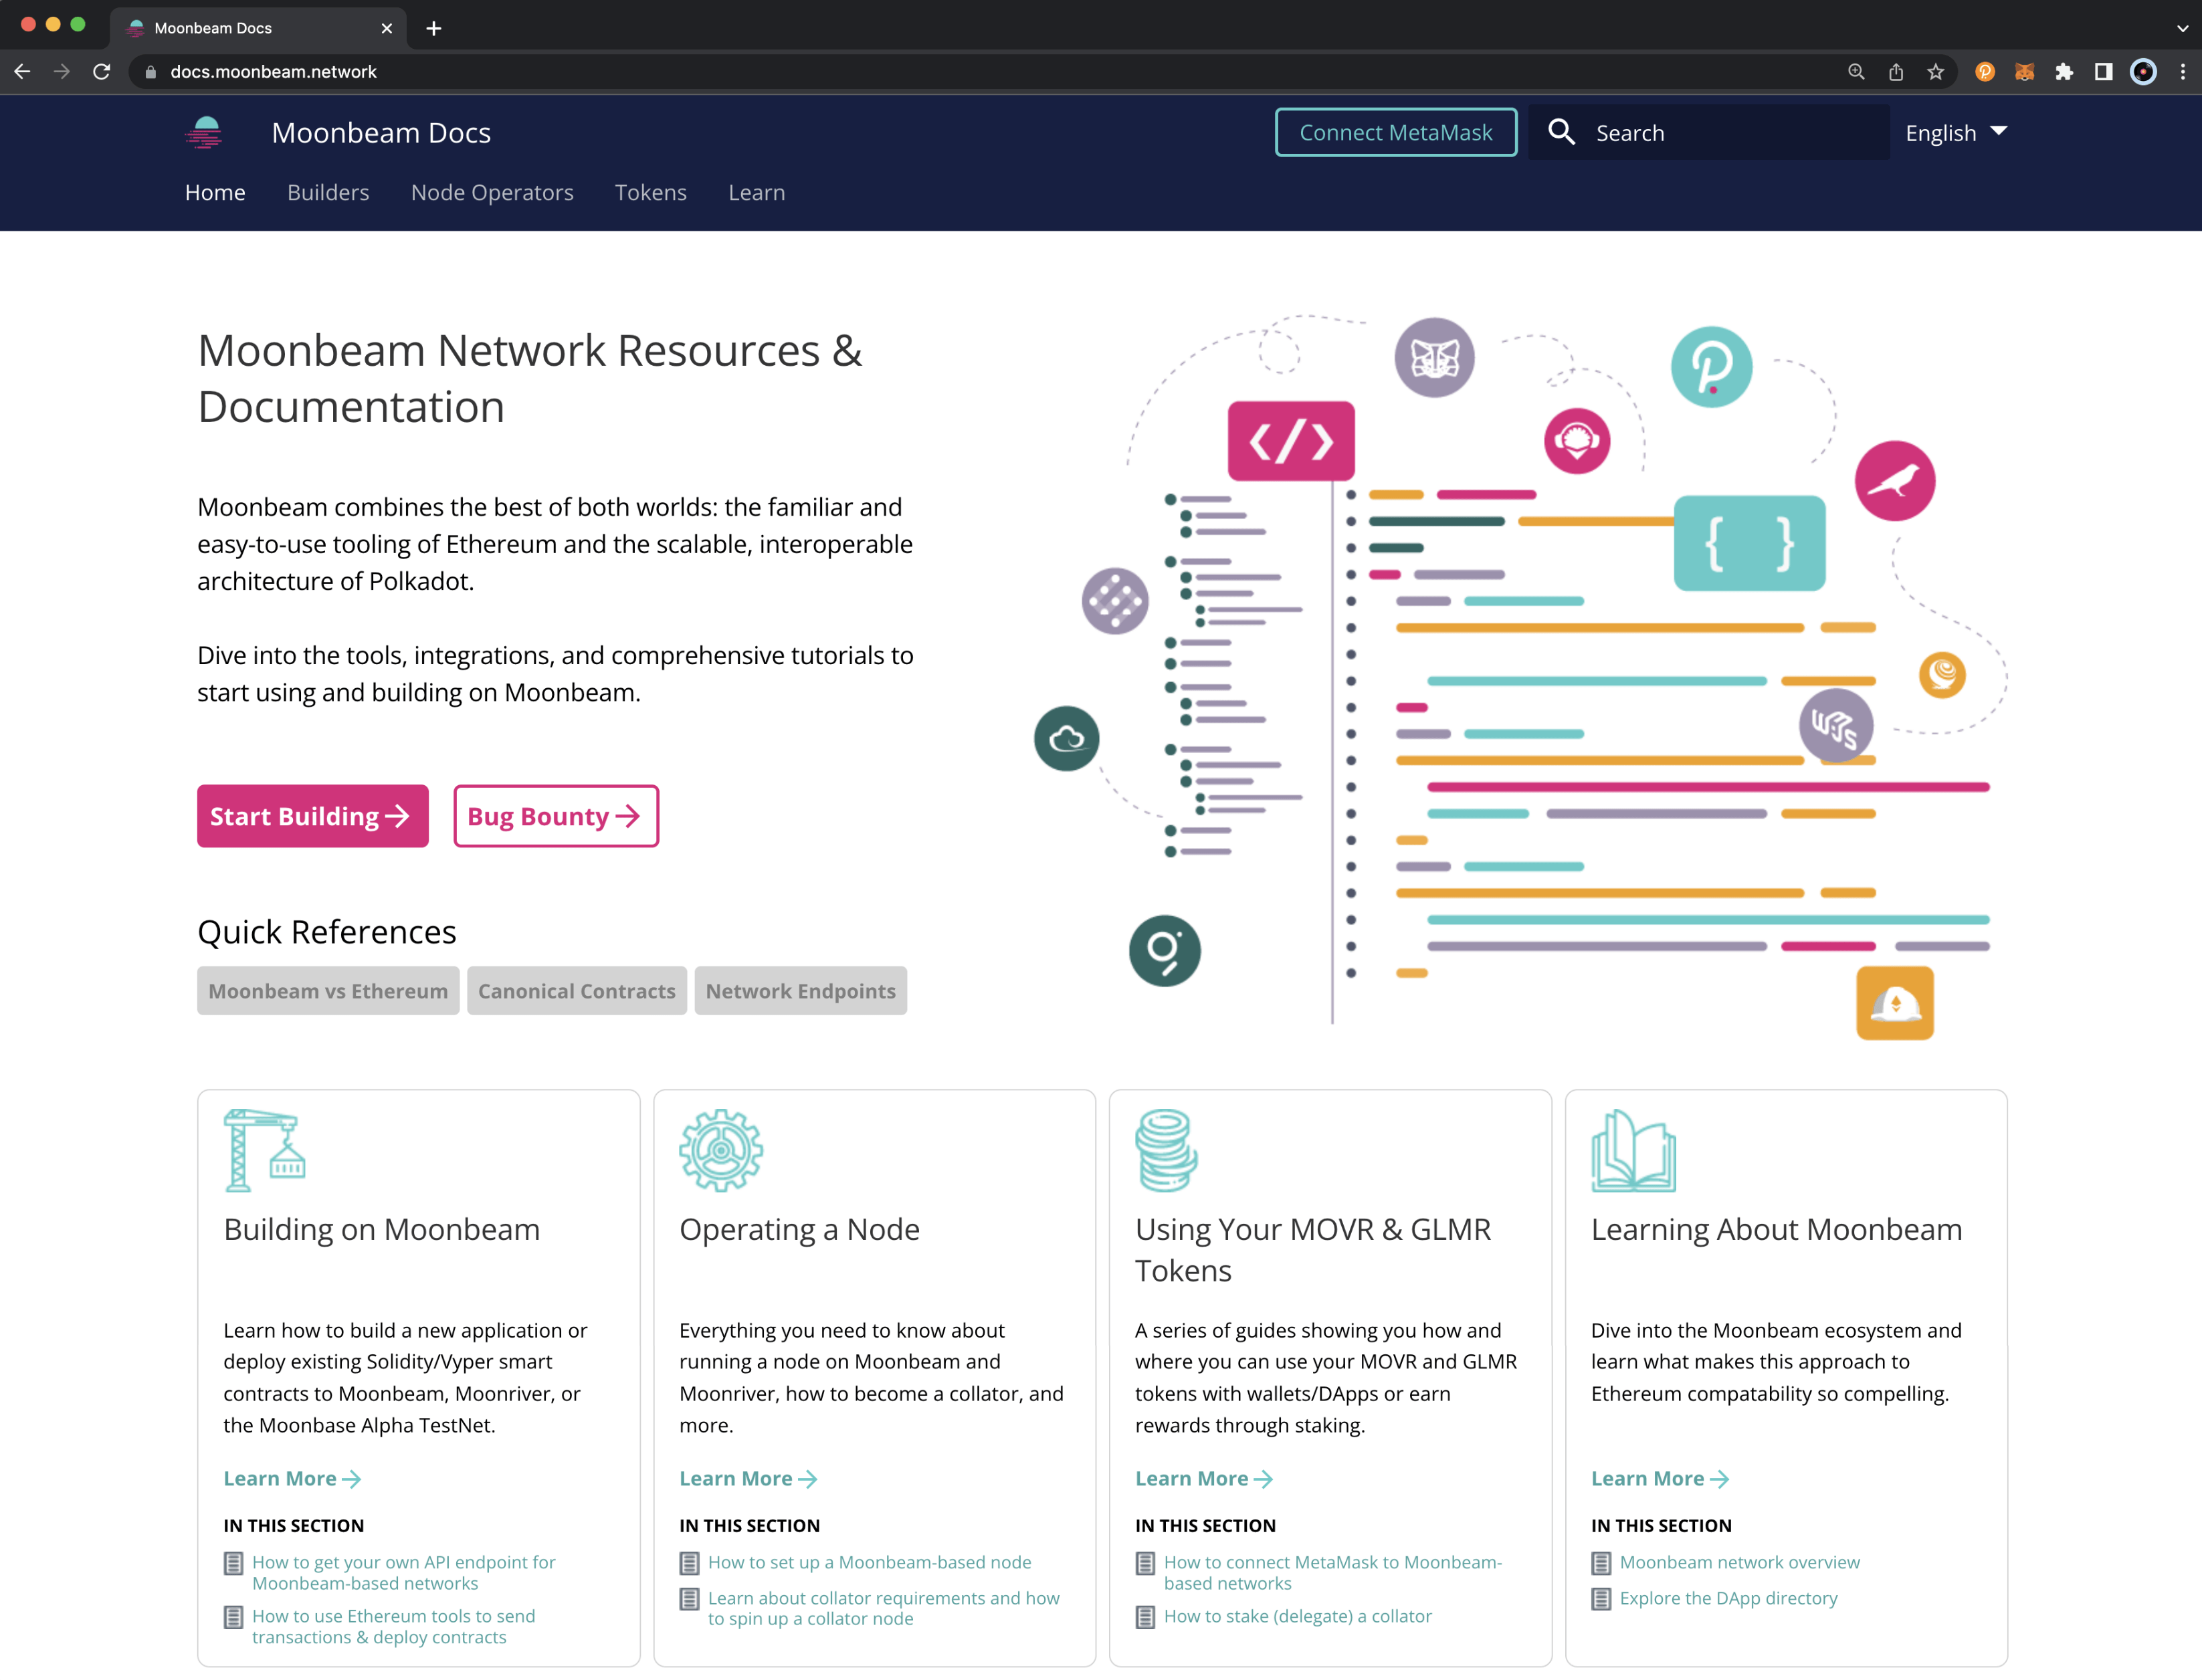 Moonbeam Docs
docs.moonbeam.network
Moonbeam Docs
Connect MetaMask
Search
English
Home
Builders
Node Operators
Tokens
Learn
Moonbeam Network Resources &
Documentation
Moonbeam combines the best of both worlds: the familiar and
easy-to-use tooling of Ethereum and the scalable, interoperable
architecture of Polkadot.
Dive into the tools, integrations, and comprehensive tutorials to
start using and building on Moonbeam.
Start Building
Bug Bounty
</>
{ }
W3JS
Quick References
Moonbeam vs Ethereum
Canonical Contracts
Network Endpoints
Building on Moonbeam
Learn how to build a new application or
deploy existing Solidity/Vyper smart
contracts to Moonbeam, Moonriver, or
the Moonbase Alpha TestNet.
Learn More
IN THIS SECTION
How to get your own API endpoint for
Moonbeam-based networks
How to use Ethereum tools to send
transactions & deploy contracts
Operating a Node
Everything you need to know about
running a node on Moonbeam and
Moonriver, how to become a collator, and
more.
Learn More
IN THIS SECTION
How to set up a Moonbeam-based node
Learn about collator requirements and how
to spin up a collator node
Using Your MOVR & GLMR
Tokens
A series of guides showing you how and
where you can use your MOVR and GLMR
tokens with wallets/DApps or earn
rewards through staking.
Learn More
IN THIS SECTION
How to connect MetaMask to Moonbeam-
based networks
How to stake (delegate) a collator
Learning About Moonbeam
Dive into the Moonbeam ecosystem and
learn what makes this approach to
Ethereum compatability so compelling.
Learn More
IN THIS SECTION
Moonbeam network overview
Explore the DApp directory